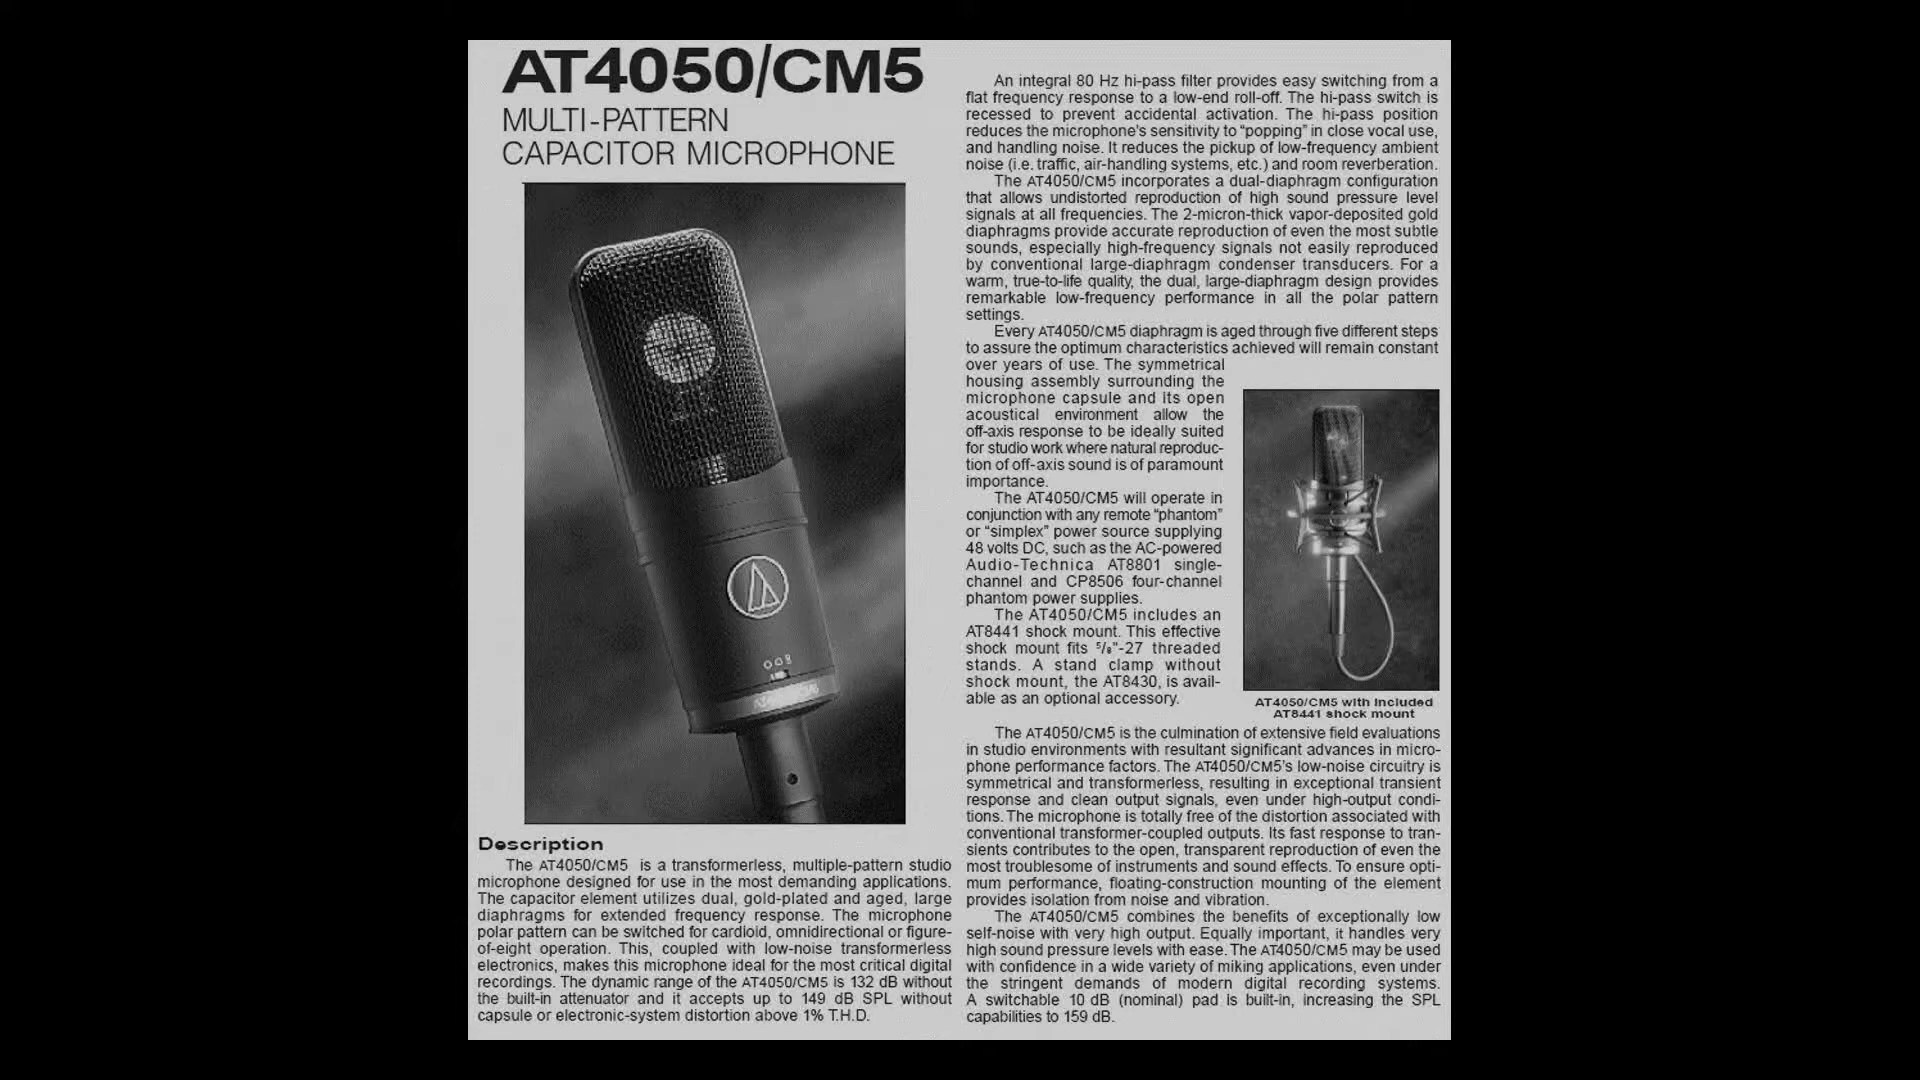 AT4050/CM5
MULTI-PATTERN
CAPACITOR MICROPHONE
Description
The AT4050/CM5 is a transformerless, multiple-pattern studio
microphone designed for use in the most demanding applications.
The capacitor element utilizes dual, gold-plated and aged, large
diaphragms for extended frequency response. The microphone
polar pattern can be switched for cardioid, omnidirectional or figure-
of-eight operation. This, coupled with low-noise transformerless
electronics, makes this microphone ideal for the most critical digital
recordings. The dynamic range of the AT4050/CM5 is 132 dB without
the built-in attenuator and it accepts up to 149 dB SPL without
capsule or electronic-system distortion above 1% T.H.D.
An integral 80 Hz hi-pass filter provides easy switching from a
flat frequency response to a low-end roll-off. The hi-pass switch is
recessed to prevent accidental activation. The hi-pass position
reduces the microphone's sensitivity to “popping” in close vocal use,
and handling noise. It reduces the pickup of low-frequency ambient
noise (i.e. traffic, air-handling systems, etc.) and room reverberation.
The AT4050/CM5 incorporates a dual-diaphragm configuration
that allows undistorted reproduction of high sound pressure level
signals at all frequencies. The 2-micron-thick vapor-deposited gold
diaphragms provide accurate reproduction of even the most subtle
sounds, especially high-frequency signals not easily reproduced
by conventional large-diaphragm condenser transducers. For a
warm, true-to-life quality, the dual, large-diaphragm design provides
remarkable low-frequency performance in all the polar pattern
settings.
Every AT4050/CM5 diaphragm is aged through five different steps
to assure the optimum characteristics achieved will remain constant
over years of use. The symmetrical
housing assembly surrounding the
microphone capsule and its open
acoustical environment allow the
off-axis response to be ideally suited
for studio work where natural reproduc-
tion of off-axis sound is of paramount
importance.
The AT4050/CM5 will operate in
conjunction with any remote “phantom”
or “simplex” power source supplying
48 volts DC, such as the AC-powered
Audio-Technica AT8801 single-
channel and CP8506 four-channel
phantom power supplies.
The AT4050/CM5 includes an
AT8441 shock mount. This effective
shock mount fits ⁵/₈"-27 threaded
stands. A stand clamp without
shock mount, the AT8430, is avail-
able as an optional accessory.
AT4050/CM5 with included
AT8441 shock mount
The AT4050/CM5 is the culmination of extensive field evaluations
in studio environments with resultant significant advances in micro-
phone performance factors. The AT4050/CM5's low-noise circuitry is
symmetrical and transformerless, resulting in exceptional transient
response and clean output signals, even under high-output condi-
tions. The microphone is totally free of the distortion associated with
conventional transformer-coupled outputs. Its fast response to tran-
sients contributes to the open, transparent reproduction of even the
most troublesome of instruments and sound effects. To ensure opti-
mum performance, floating-construction mounting of the element
provides isolation from noise and vibration.
The AT4050/CM5 combines the benefits of exceptionally low
self-noise with very high output. Equally important, it handles very
high sound pressure levels with ease. The AT4050/CM5 may be used
with confidence in a wide variety of miking applications, even under
the stringent demands of modern digital recording systems.
A switchable 10 dB (nominal) pad is built-in, increasing the SPL
capabilities to 159 dB.